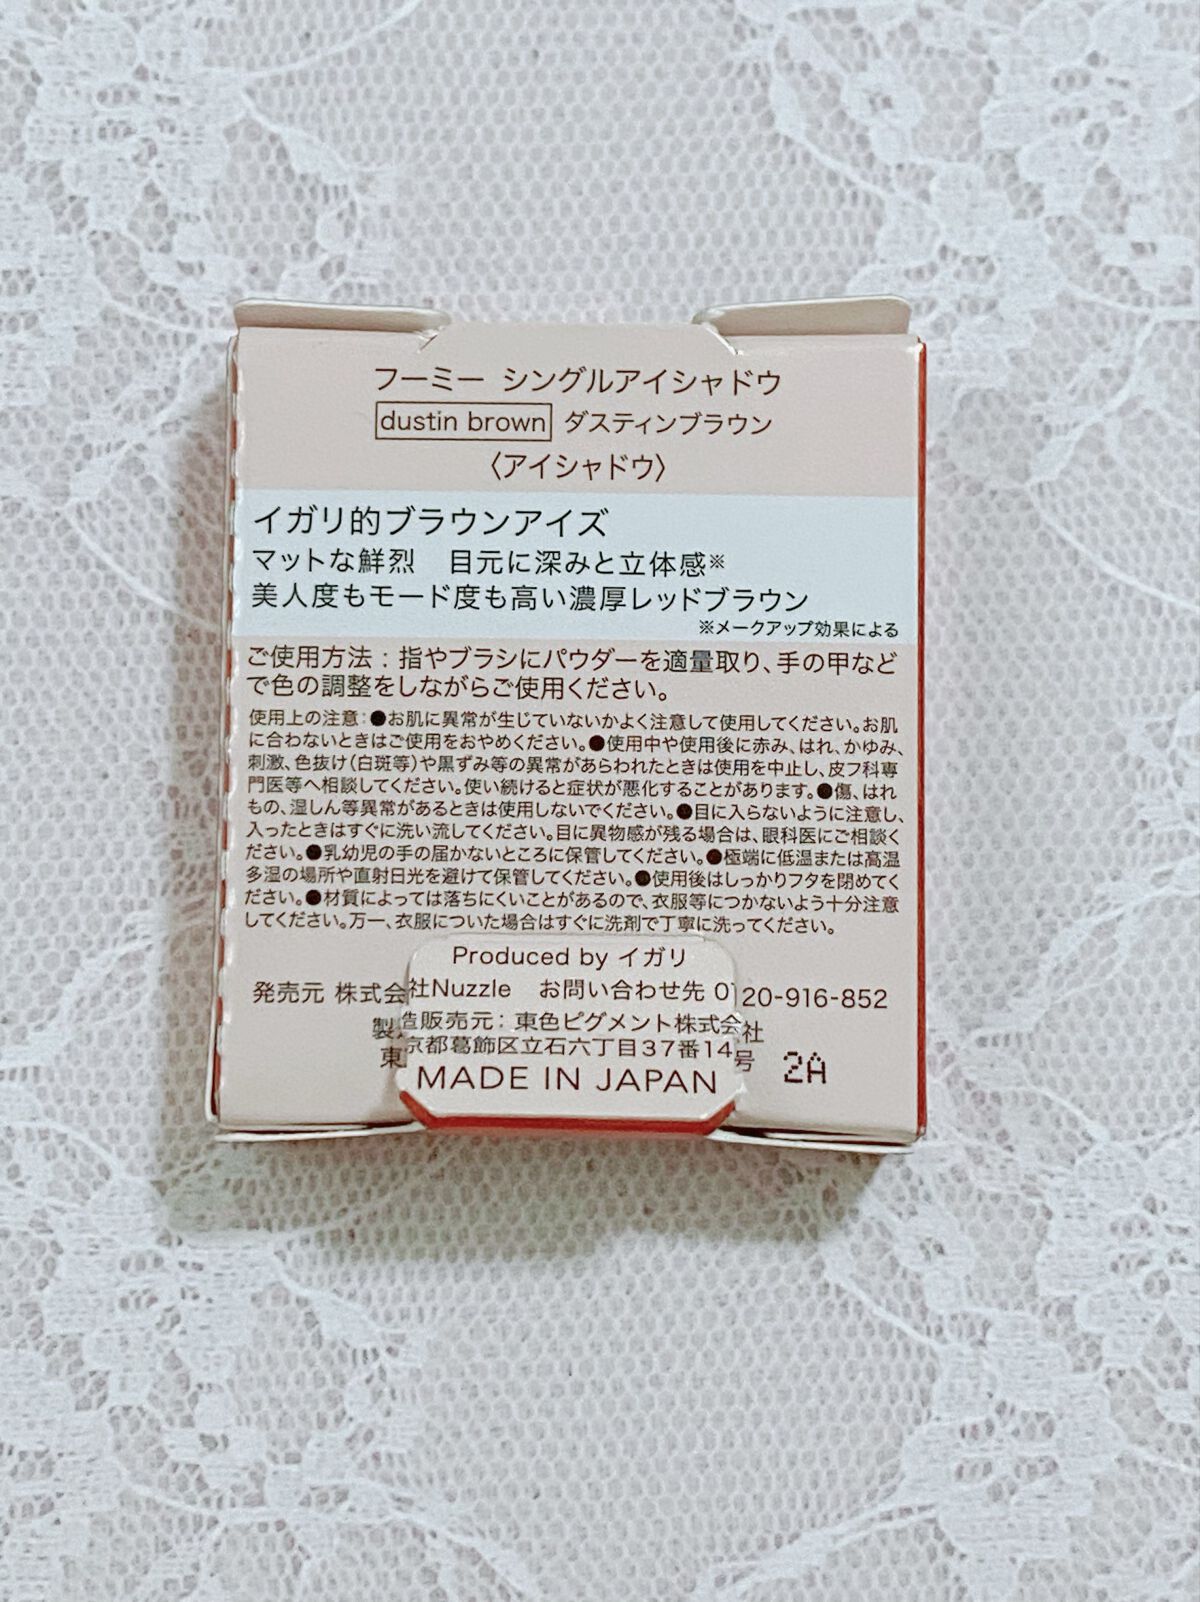 フーミー シングルアイシャドウ
dustin brown ダスティンブラウン
〈アイシャドウ〉
イガリ的ブラウンアイズ
マットな鮮烈　目元に深みと立体感※
美人度もモード度も高い濃厚レッドブラウン
※メークアップ効果による
ご使用方法：指やブラシにパウダーを適量取り、手の甲など
で色の調整をしながらご使用ください。
使用上の注意：●お肌に異常が生じていないかよく注意して使用してください。お肌
に合わないときはご使用をおやめください。●使用中や使用後に赤み、はれ、かゆみ、
刺激、色抜け（白斑等）や黒ずみ等の異常があらわれたときは使用を中止し、皮フ科専
門医等へ相談してください。使い続けると症状が悪化することがあります。●傷、はれ
もの、湿しん等異常があるときは使用しないでください。●目に入らないように注意し、
入ったときはすぐに洗い流してください。目に異物感が残る場合は、眼科医にご相談く
ださい。●乳幼児の手の届かないところに保管してください。●極端に低温または高温
多湿の場所や直射日光を避けて保管してください。●使用後はしっかりフタを閉めてく
ださい。●材質によっては落ちにくいことがあるので、衣服等につかないよう十分注意
してください。万一、衣服についた場合はすぐに洗剤で丁寧に洗ってください。
Produced by イガリ
発売元 株式会社Nuzzle　お問い合わせ先 0120-916-852
製造販売元：東色ピグメント株式会社
東京都葛飾区立石六丁目37番14号
MADE IN JAPAN
2A